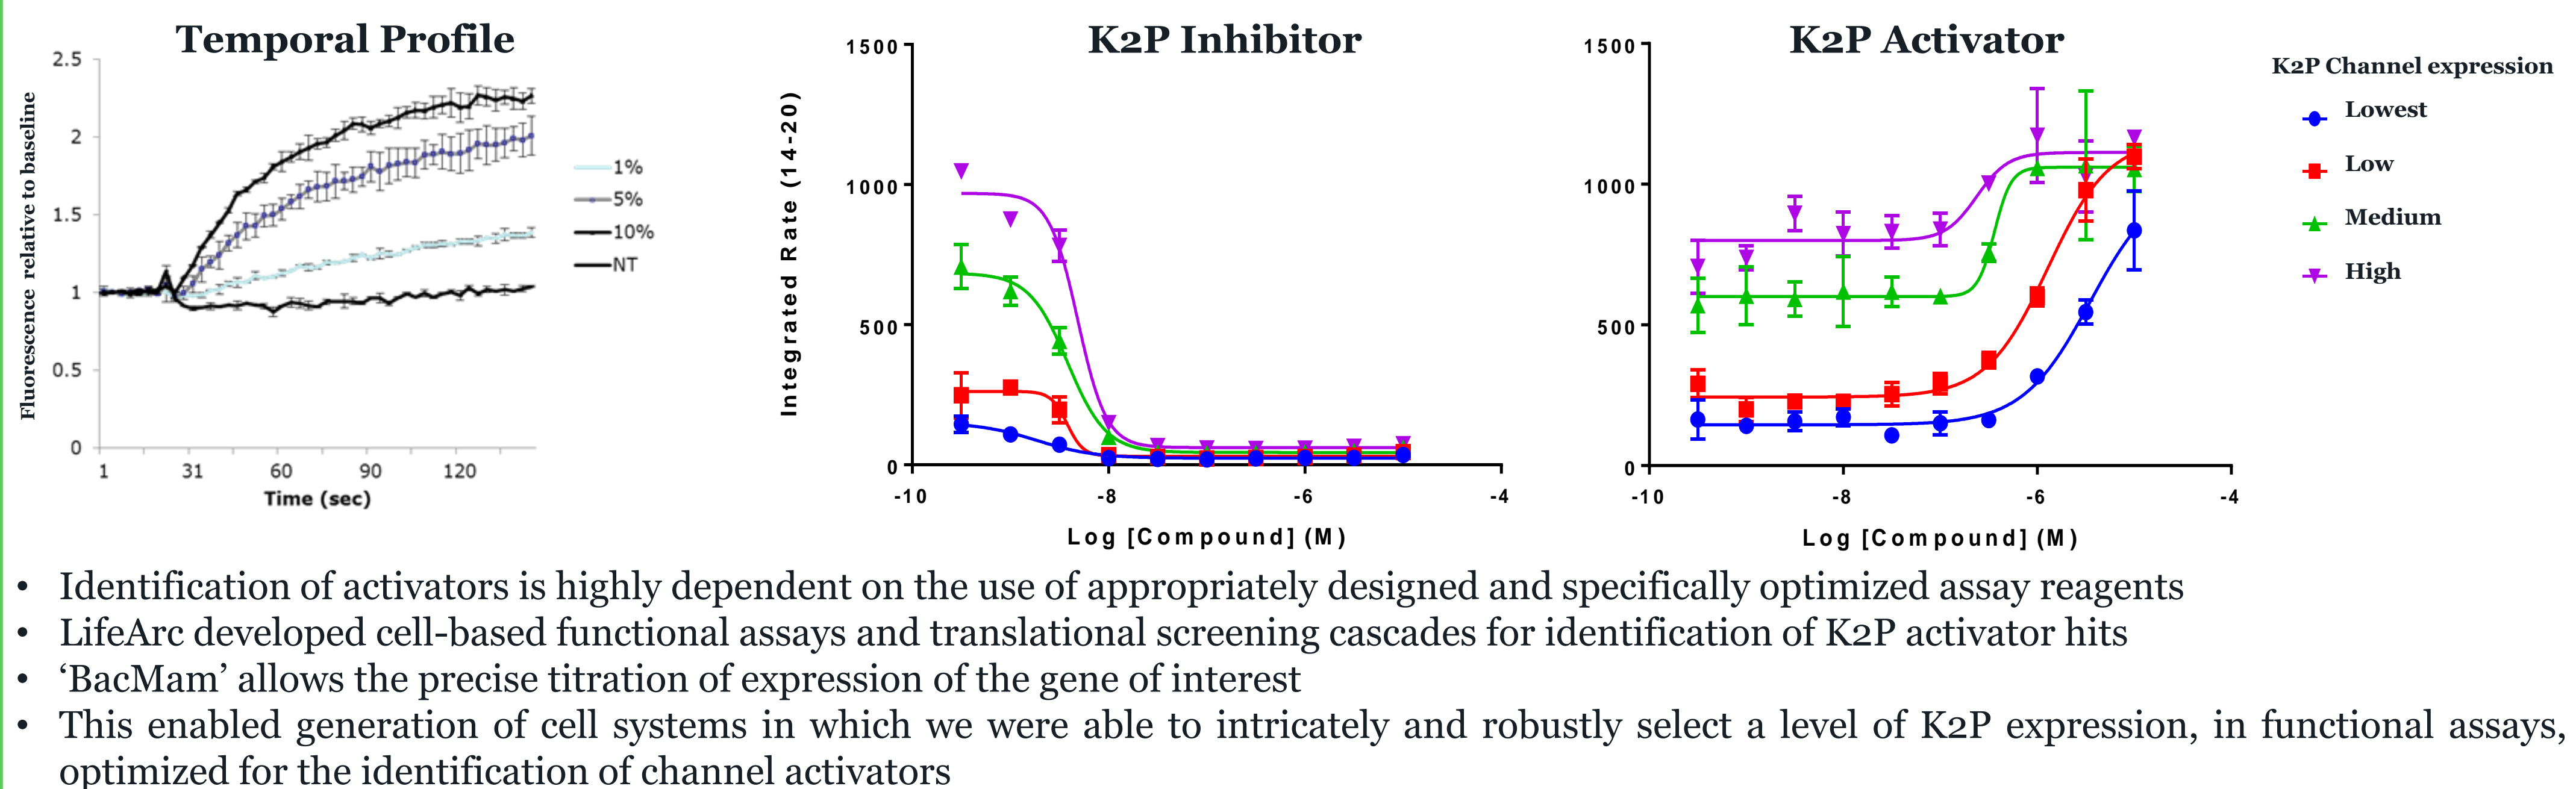 Temporal Profile
Fluorescence relative to baseline
2.5
2
1.5
1
0.5
0
1
31
60
90
120
Time (sec)
1%
5%
10%
NT
K2P Inhibitor
Integrated Rate (14-20)
1500
1000
500
0
-10
-8
-6
-4
Log [Compound] (M)
K2P Activator
1500
1000
500
0
-10
-8
-6
-4
Log [Compound] (M)
K2P Channel expression
Lowest
Low
Medium
High
• Identification of activators is highly dependent on the use of appropriately designed and specifically optimized assay reagents
• LifeArc developed cell-based functional assays and translational screening cascades for identification of K2P activator hits
• ‘BacMam’ allows the precise titration of expression of the gene of interest
• This enabled generation of cell systems in which we were able to intricately and robustly select a level of K2P expression, in functional assays,
optimized for the identification of channel activators